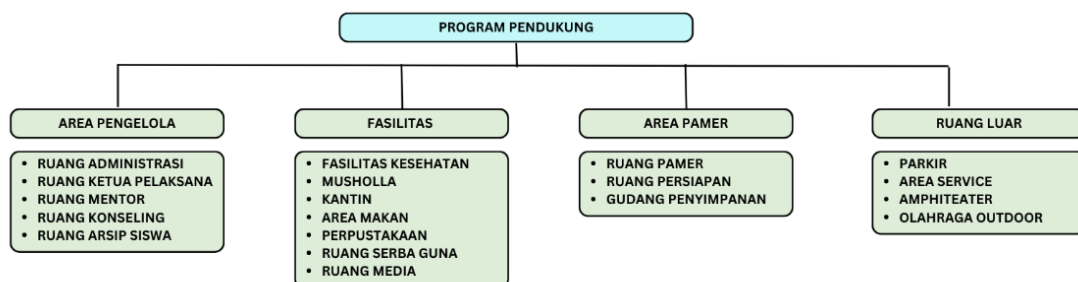 PROGRAM PENDUKUNG
AREA PENGELOLA
• RUANG ADMINISTRASI
• RUANG KETUA PELAKSANA
• RUANG MENTOR
• RUANG KONSELING
• RUANG ARSIP SISWA
FASILITAS
• FASILITAS KESEHATAN
• MUSHOLLA
• KANTIN
• AREA MAKAN
• PERPUSTAKAAN
• RUANG SERBA GUNA
• RUANG MEDIA
AREA PAMER
• RUANG PAMER
• RUANG PERSIAPAN
• GUDANG PENYIMPANAN
RUANG LUAR
• PARKIR
• AREA SERVICE
• AMPHITEATER
• OLAHRAGA OUTDOOR